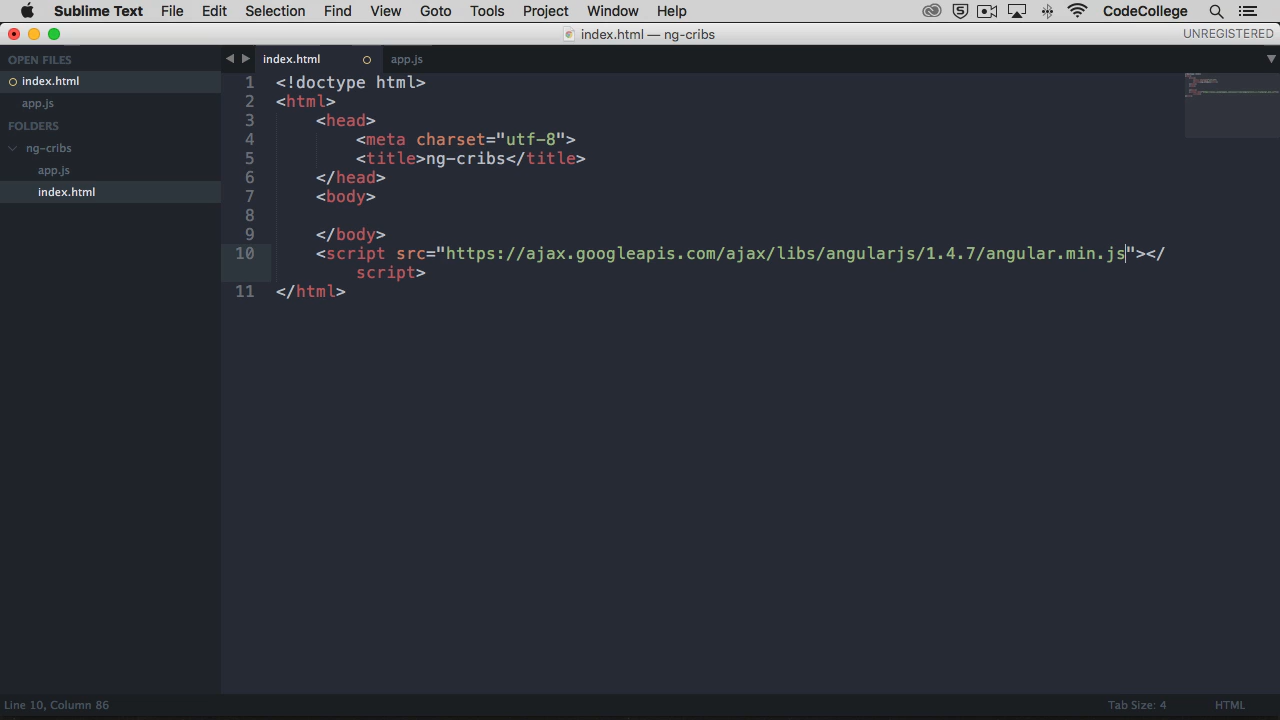 Sublime Text File Edit Selection Find View Goto Tools Project Window Help CodeCollege
index.html — ng-cribs UNREGISTERED
OPEN FILES
index.html
app.js
FOLDERS
ng-cribs
app.js
index.html
index.html app.js
1 <!doctype html>
2 <html>
3 <head>
4 <meta charset="utf-8">
5 <title>ng-cribs</title>
6 </head>
7 <body>
8
9 </body>
10 <script src="https://ajax.googleapis.com/ajax/libs/angularjs/1.4.7/angular.min.js"></
script>
11 </html>
Line 10, Column 86 Tab Size: 4 HTML